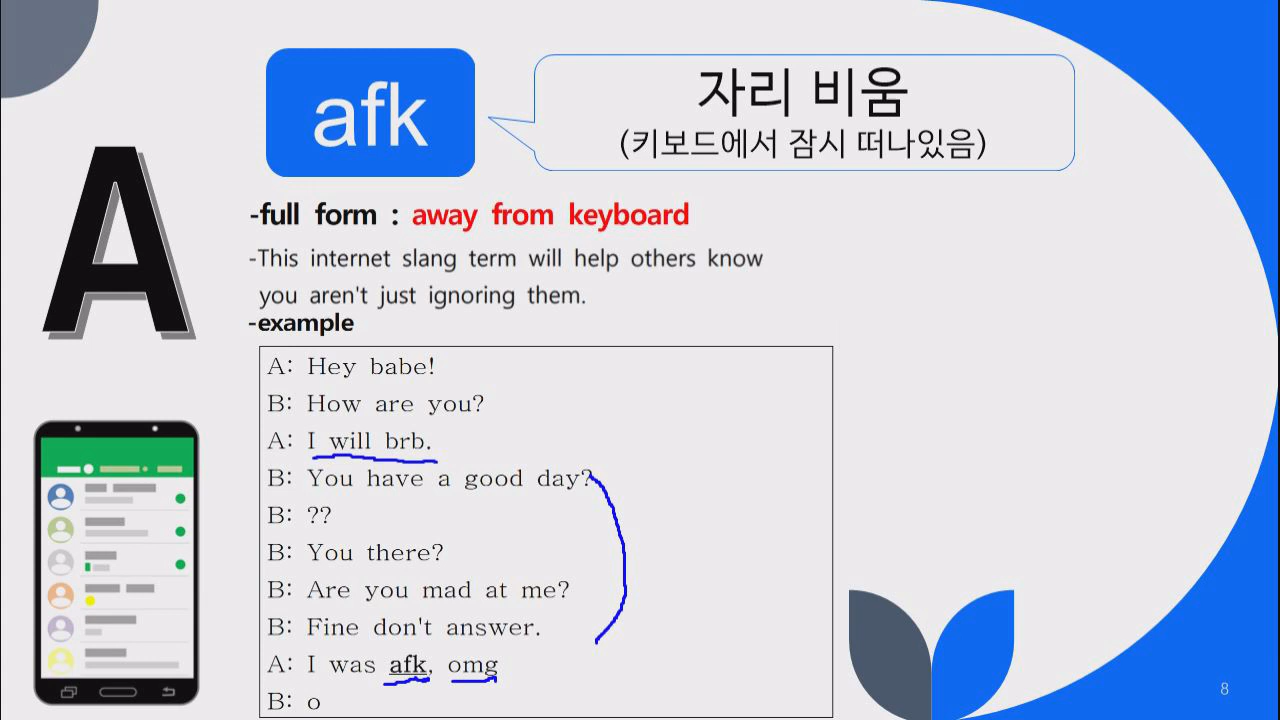 afk
자리 비움
(키보드에서 잠시 떠나있음)
A
-full form : away from keyboard
-This internet slang term will help others know
you aren't just ignoring them.
-example
A: Hey babe!
B: How are you?
A: I will brb.
B: You have a good day?
B: ??
B: You there?
B: Are you mad at me?
B: Fine don't answer.
A: I was afk, omg
B: o
8